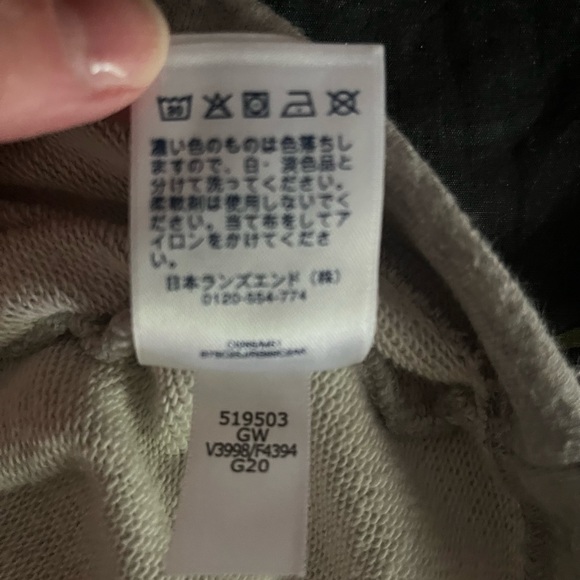 濃い色のものは色落ちし
ますので、白・淡色品と
分けて洗ってください。
柔軟剤は使用しないでく
ださい。当て布をしてア
イロンをかけてくださ
い。
日本ランズエンド（株）
0120-554-774
519503
GW
V3998/F4394
G20